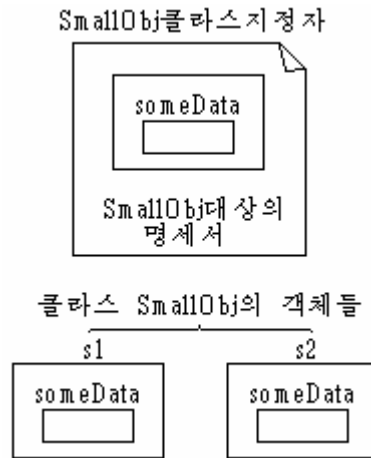 SmallObj클라스지정자
someData
SmallObj대상의
명세서
클라스 SmallObj의 객체들
s1
s2
someData
someData